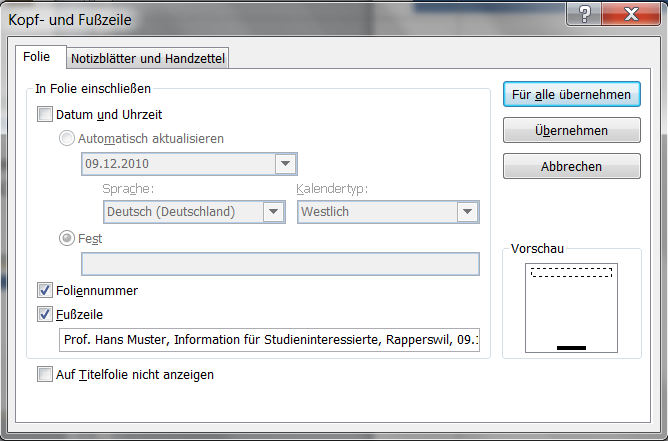 Kopf- und Fußzeile
Folie
Notizblätter und Handzettel
In Folie einschließen
Datum und Uhrzeit
Automatisch aktualisieren
09.12.2010
Sprache:
Kalendertyp:
Deutsch (Deutschland)
Westlich
Fest
Foliennummer
Fußzeile
Prof. Hans Muster, Information für Studieninteressierte, Rapperswil, 09.1
Auf Titelfolie nicht anzeigen
Für alle übernehmen
Übernehmen
Abbrechen
Vorschau